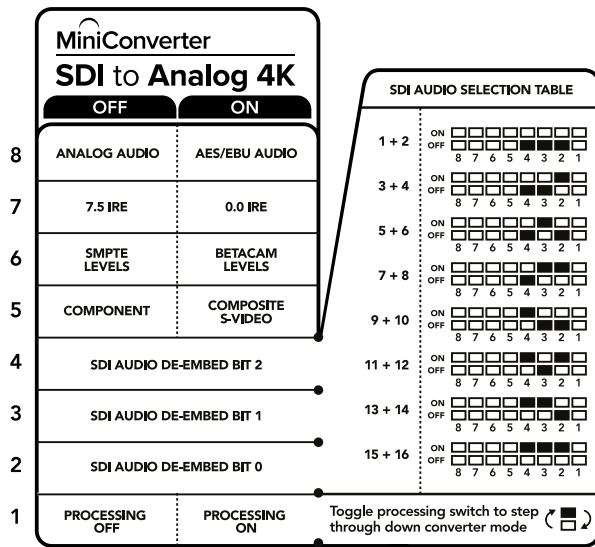 MiniConverter
SDI to Analog 4K
OFF ON
8 ANALOG AUDIO AES/EBU AUDIO
7 7.5 IRE 0.0 IRE
6 SMPTE LEVELS BETACAM LEVELS
5 COMPONENT COMPOSITE S-VIDEO
4 SDI AUDIO DE-EMBED BIT 2
3 SDI AUDIO DE-EMBED BIT 1
2 SDI AUDIO DE-EMBED BIT 0
1 PROCESSING OFF PROCESSING ON
SDI AUDIO SELECTION TABLE
1 + 2 ON
OFF
8 7 6 5 4 3 2 1
3 + 4 ON
OFF
8 7 6 5 4 3 2 1
5 + 6 ON
OFF
8 7 6 5 4 3 2 1
7 + 8 ON
OFF
8 7 6 5 4 3 2 1
9 + 10 ON
OFF
8 7 6 5 4 3 2 1
11 + 12 ON
OFF
8 7 6 5 4 3 2 1
13 + 14 ON
OFF
8 7 6 5 4 3 2 1
15 + 16 ON
OFF
8 7 6 5 4 3 2 1
Toggle processing switch to step
through down converter mode